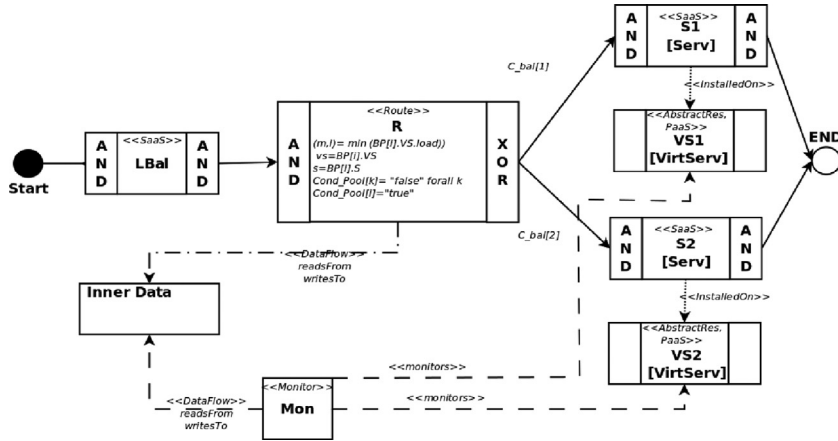 Start
A
N
D
<<SaaS>>
LBal
A
N
D
A
N
D
<<Route>>
R
(m,l)= min (BP[i].VS.load))
vs=BP[i].VS
s=BP[i].S
Cond_Pool[k]= "false" forall k
Cond_Pool[l]="true"
X
O
R
C_bal[1]
C_bal[2]
A
N
D
<<SaaS>>
S1
[Serv]
A
N
D
<<InstalledOn>>
<<AbstractRes,
PaaS>>
VS1
[VirtServ]
END
A
N
D
<<SaaS>>
S2
[Serv]
A
N
D
<<InstalledOn>>
<<AbstractRes,
PaaS>>
VS2
[VirtServ]
<<DataFlow>>
readsFrom
writesTo
Inner Data
<<DataFlow>>
readsFrom
writesTo
<<Monitor>>
Mon
<<monitors>>
<<monitors>>